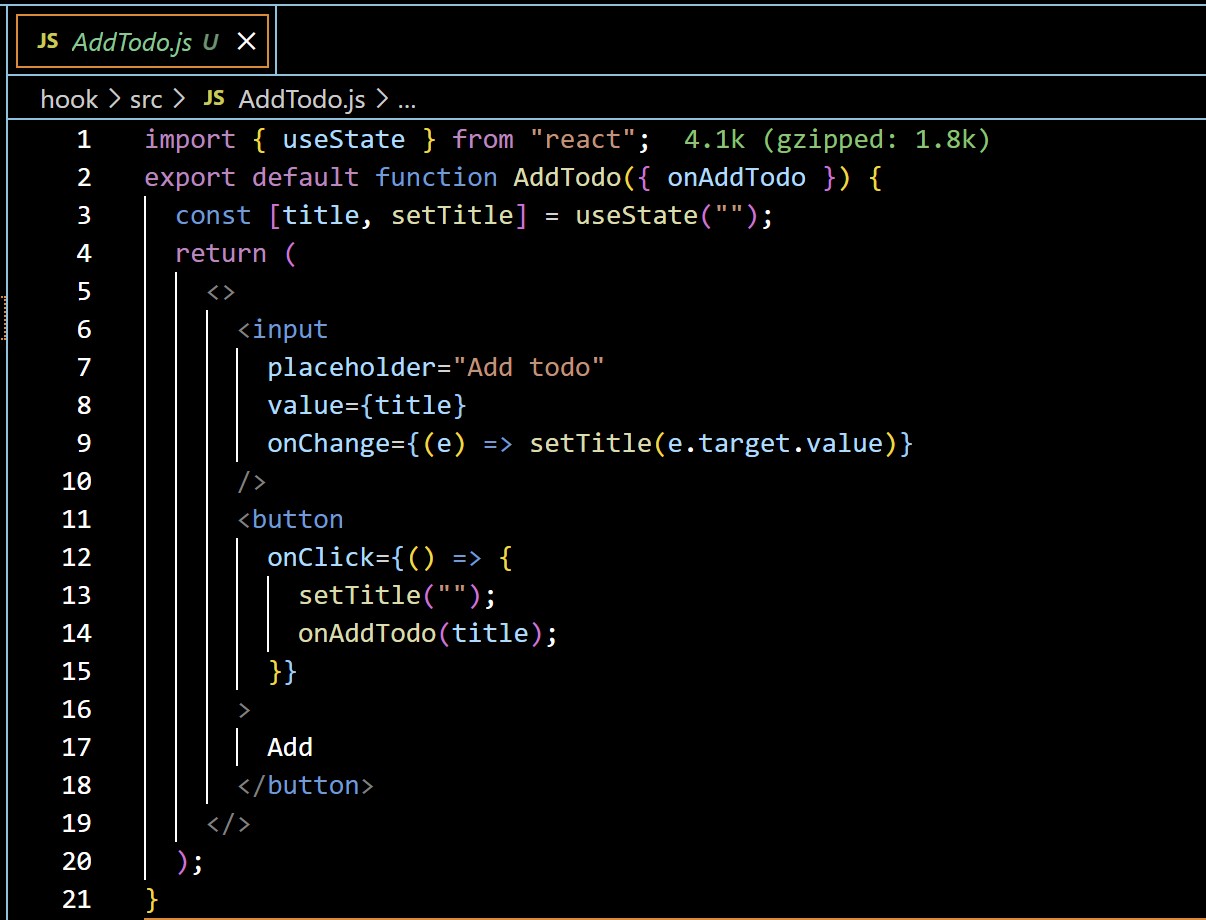 JS AddTodo.js U ×
hook > src > JS AddTodo.js > ...
1 import { useState } from "react"; 4.1k (gzipped: 1.8k)
2 export default function AddTodo({ onAddTodo }) {
3   const [title, setTitle] = useState("");
4   return (
5     <>
6       <input
7         placeholder="Add todo"
8         value={title}
9         onChange={(e) => setTitle(e.target.value)}
10       />
11       <button
12         onClick={() => {
13           setTitle("");
14           onAddTodo(title);
15         }}
16       >
17         Add
18       </button>
19     </>
20   );
21 }